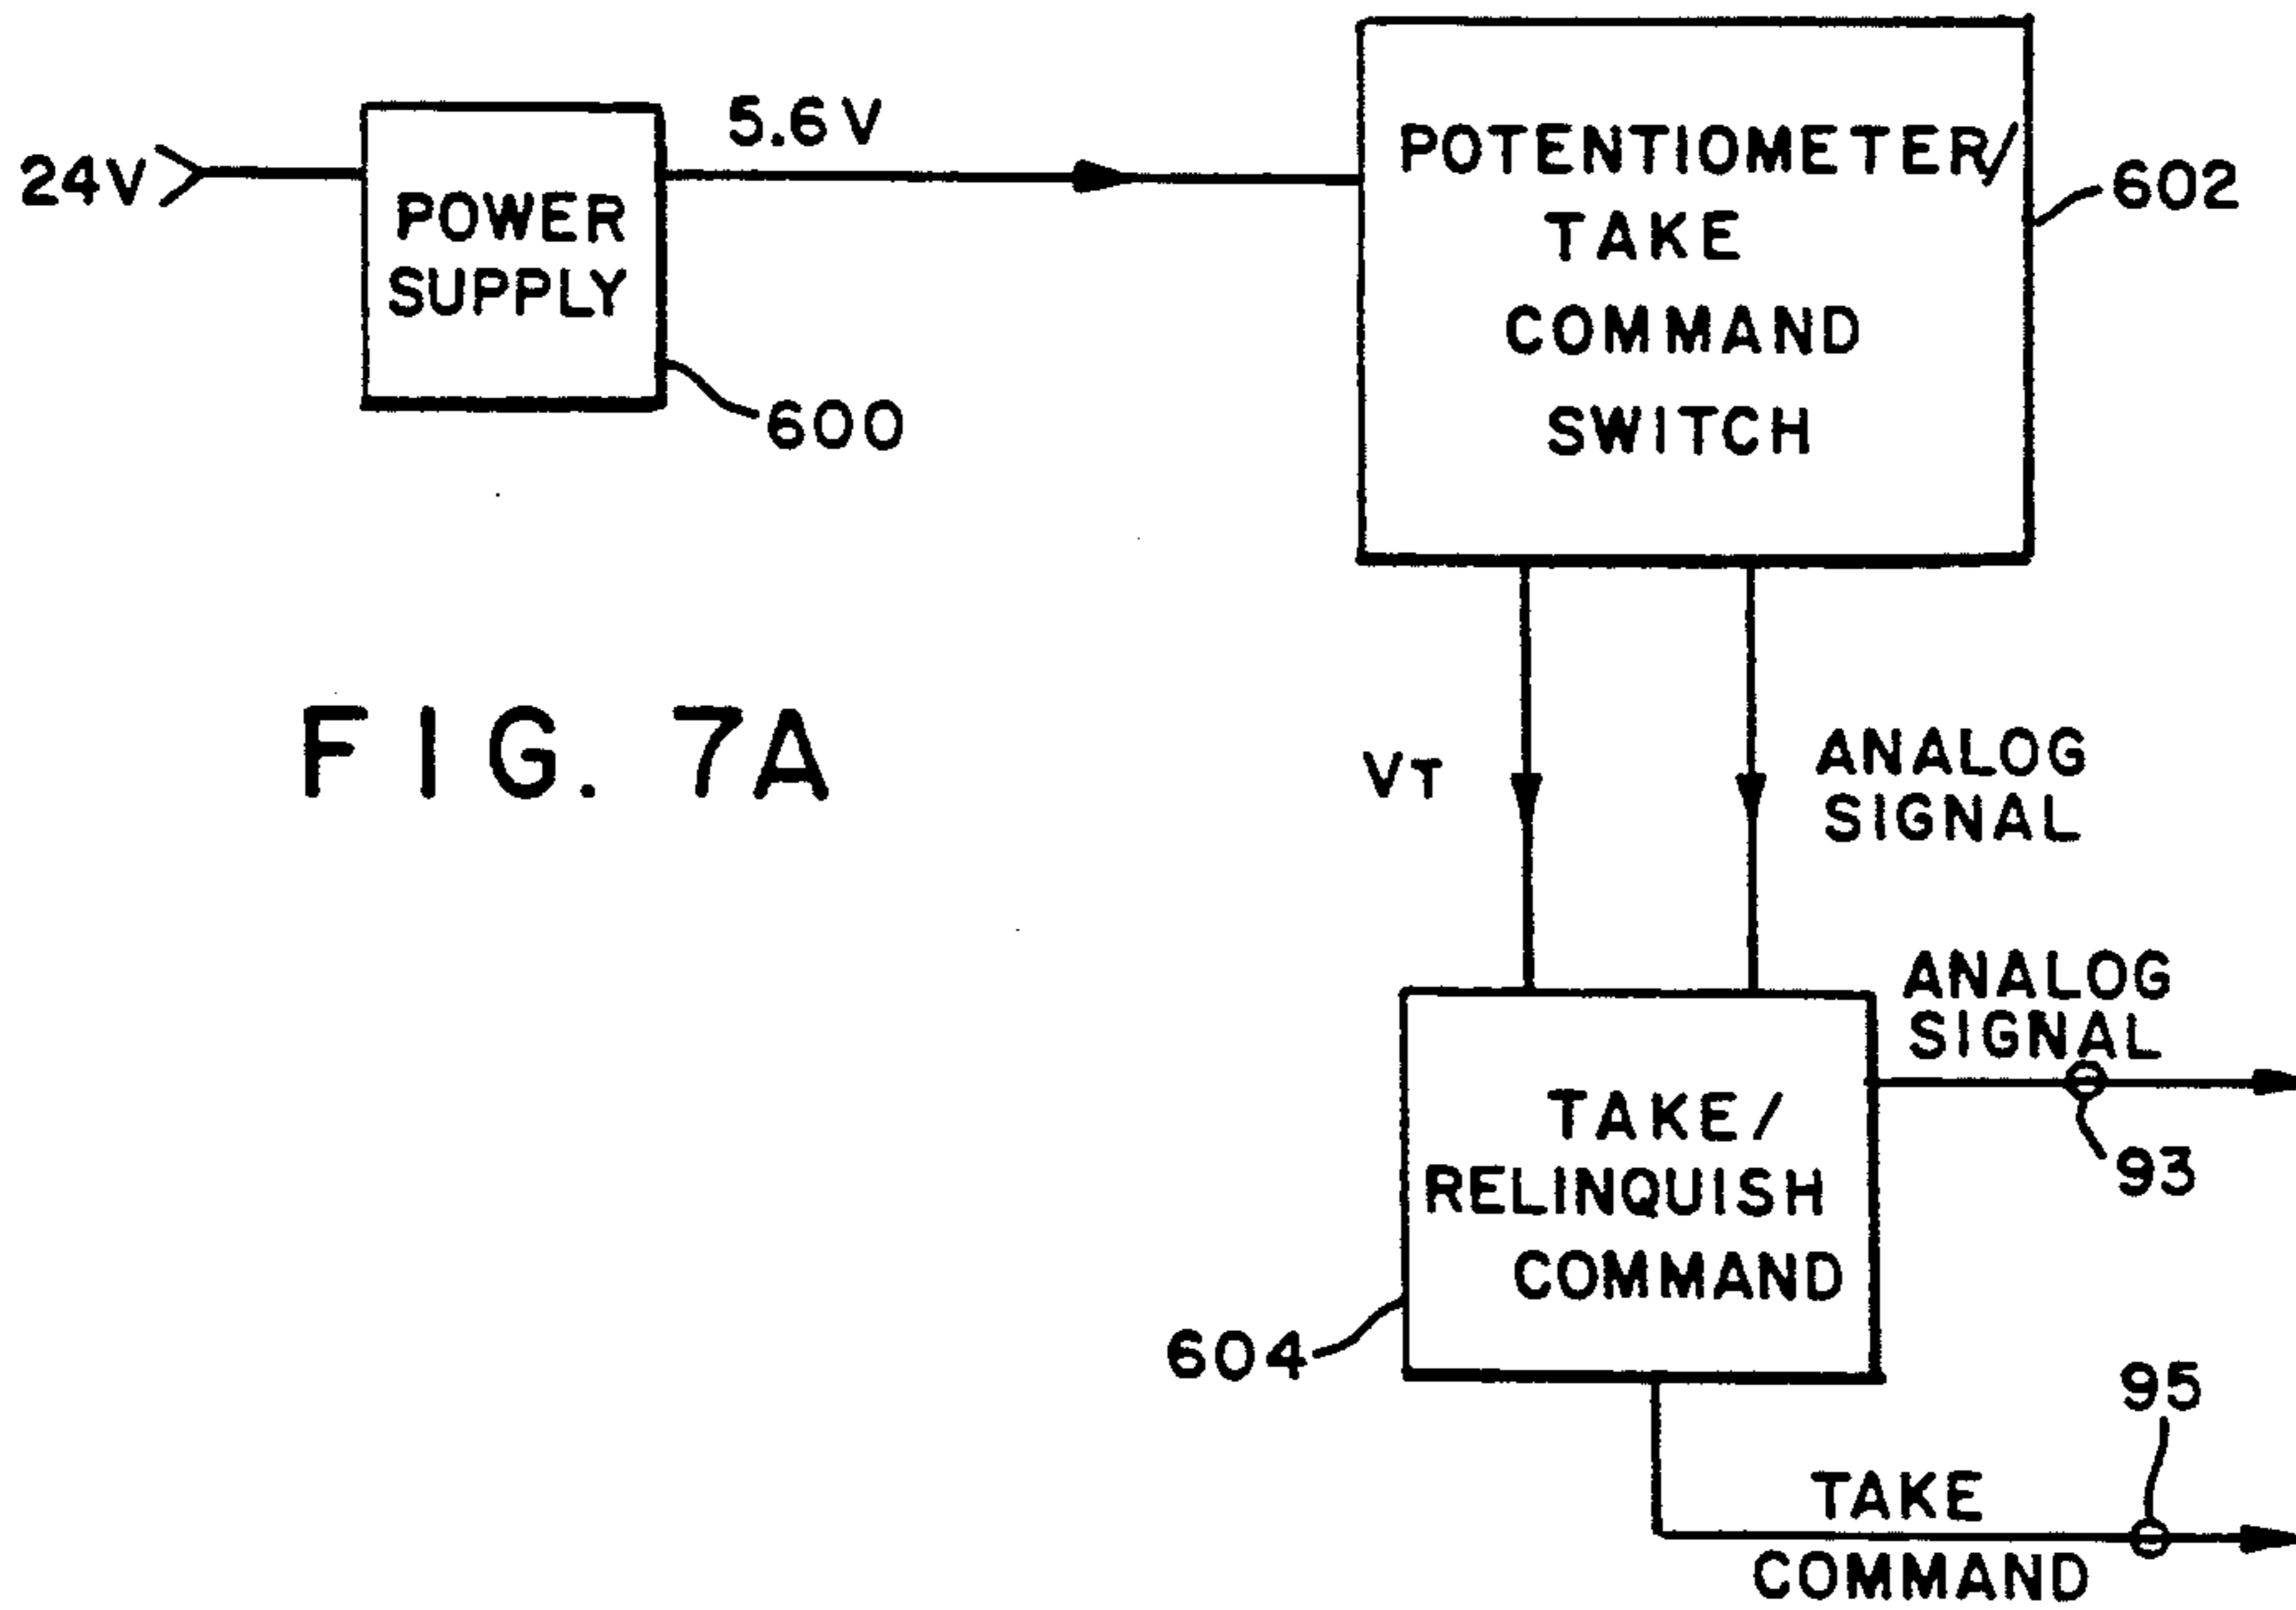 24V
5.6V
POWER
SUPPLY
600
POTENTIOMETER/
TAKE
COMMAND
SWITCH
602
FIG. 7A
VT
ANALOG
SIGNAL
ANALOG
SIGNAL
93
TAKE/
RELINQUISH
COMMAND
604
95
TAKE
COMMAND